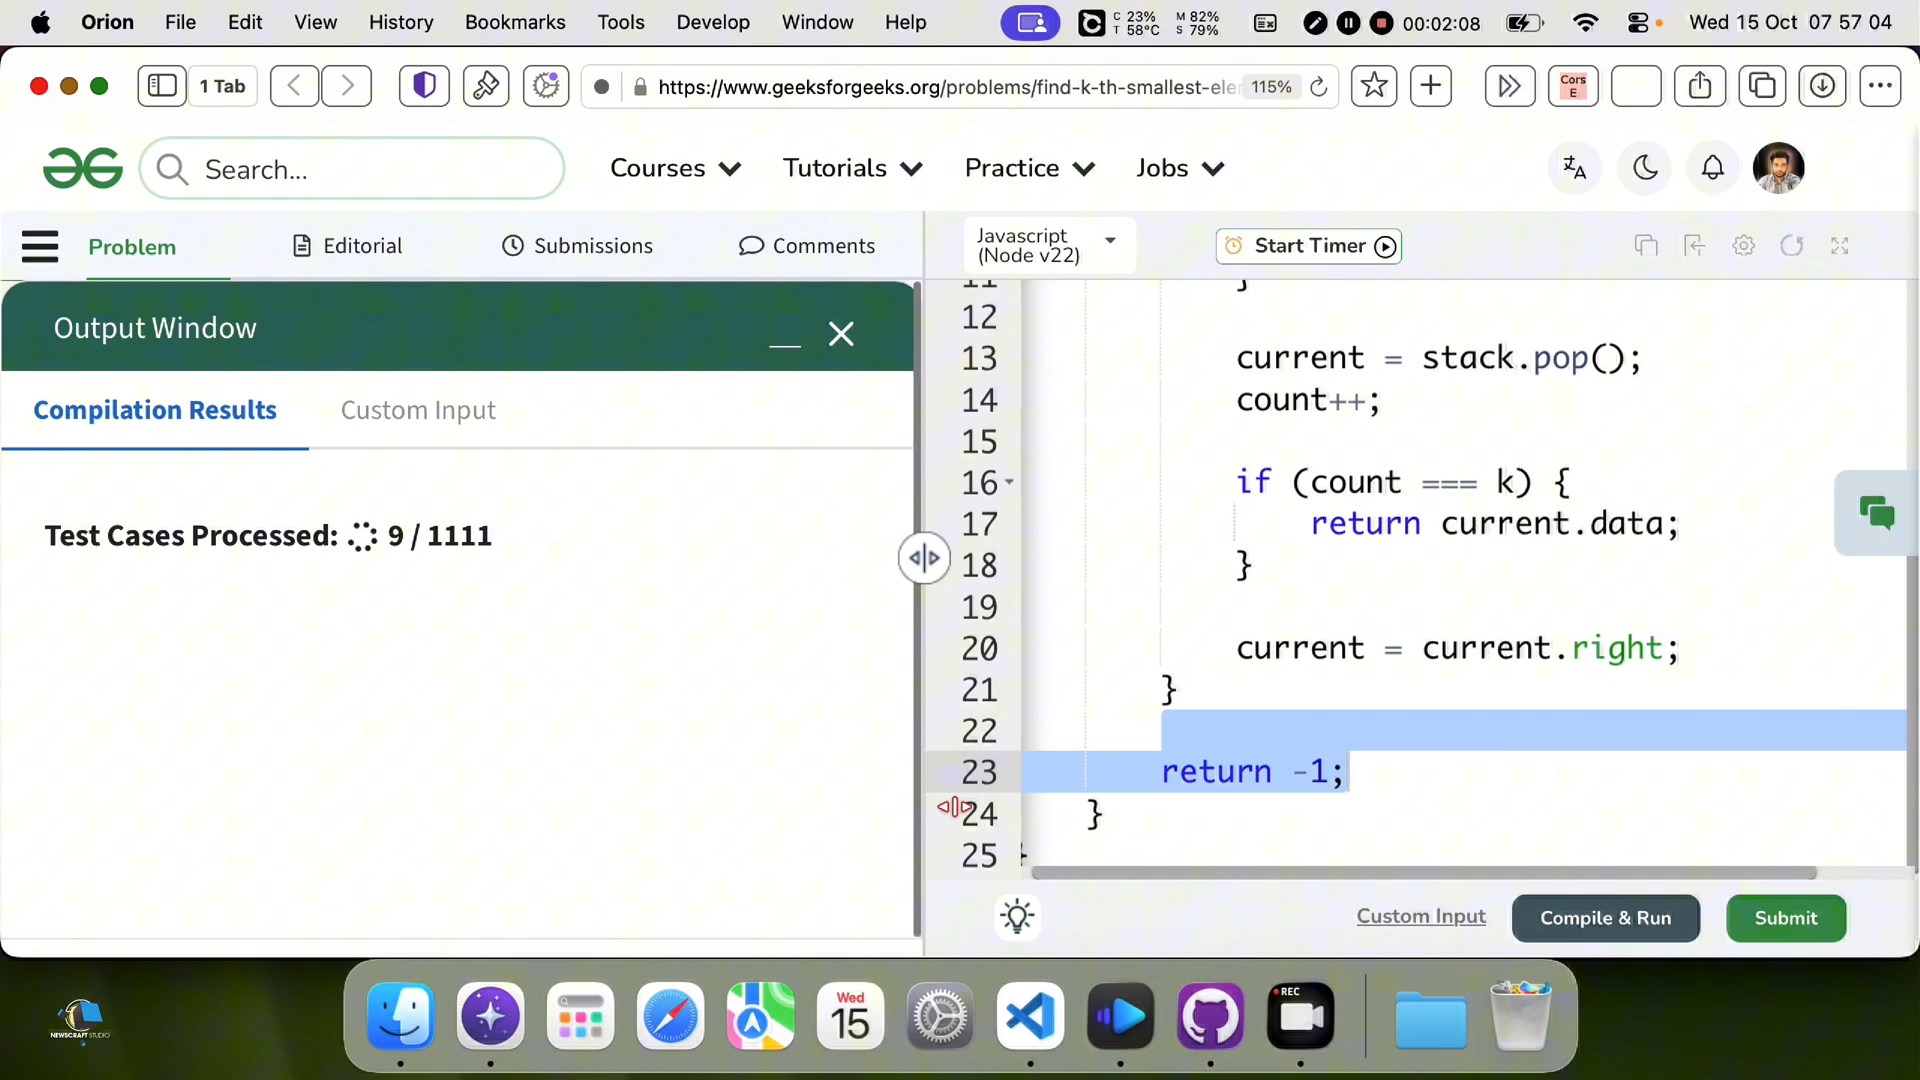 Orion File Edit View History Bookmarks Tools Develop Window Help C 23% T 58°C M 82% S 79% 00:02:08 Wed 15 Oct 07 57 04
1 Tab https://www.geeksforgeeks.org/problems/find-k-th-smallest-ele 115% Cors E
Search... Courses Tutorials Practice Jobs
Problem Editorial Submissions Comments
Javascript
(Node v22)
Start Timer
Output Window
Compilation Results Custom Input
Test Cases Processed: 9 / 1111
11 }
12
13 current = stack.pop();
14 count++;
15
16 if (count === k) {
17 return current.data;
18 }
19
20 current = current.right;
21 }
22
23 return -1;
24 }
25 }
Custom Input Compile & Run Submit
NEWSCRAFT STUDIO
Wed
15
REC